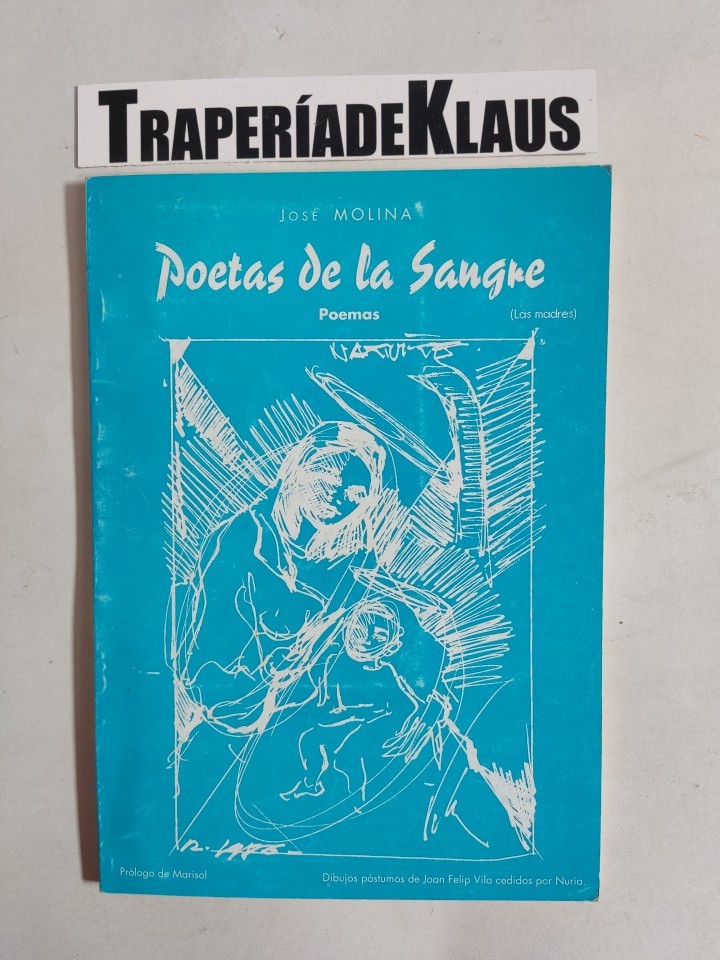 TRAPERÍADEKLAUS
JOSÉ MOLINA
Poetas de la Sangre
Poemas
(Las madres)
Prólogo de Marisol
Dibujos póstumos de Joan Felip Vila cedidos por Nuria.